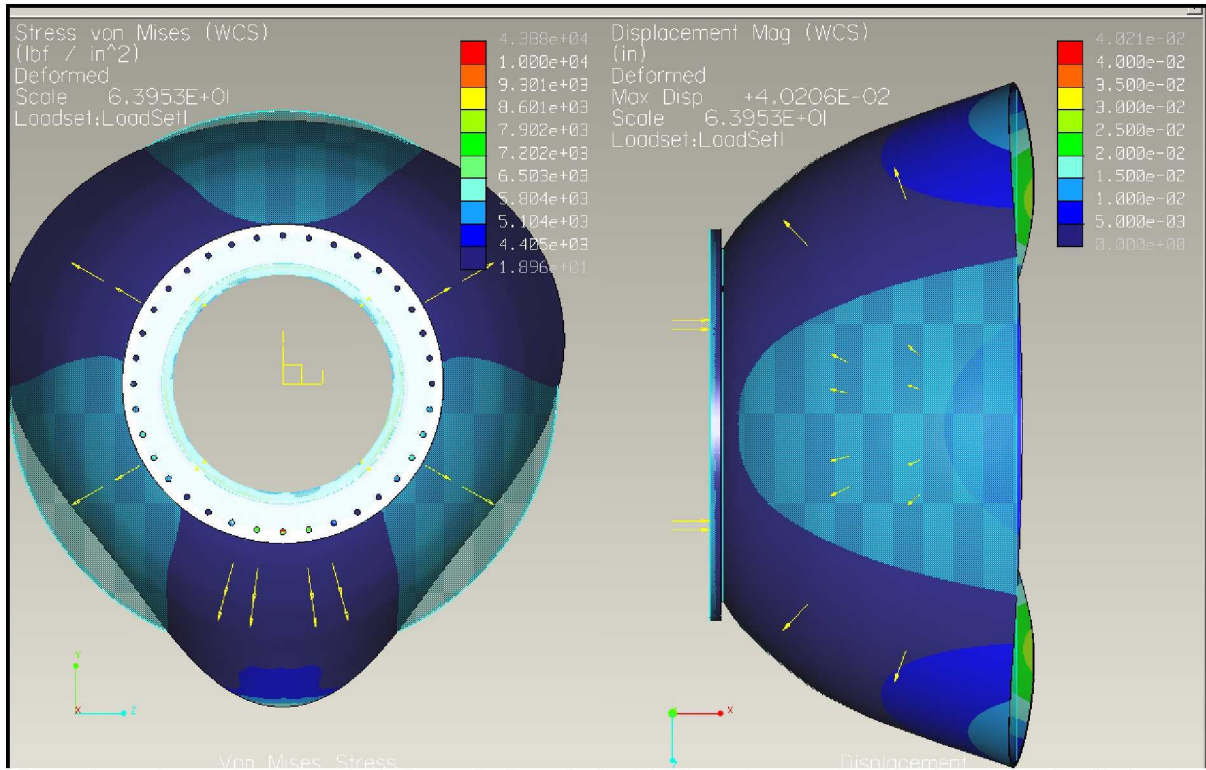 Stress von Mises (WCS)
(lbf / in^2)
Deformed
Scale 6.3953E+01
Loadset:LoadSet1
4.388e+04
1.000e+04
9.301e+03
8.601e+03
7.902e+03
7.202e+03
6.503e+03
5.804e+03
5.104e+03
4.405e+03
1.896e+01
Y
X
Z
Von Mises Stress
Displacement Mag (WCS)
(in)
Deformed
Max Disp +4.0206E-02
Scale 6.3953E+01
Loadset:LoadSet1
4.021e-02
4.000e-02
3.500e-02
3.000e-02
2.500e-02
2.000e-02
1.500e-02
1.000e-02
5.000e-03
0.000e+00
X
Displacement